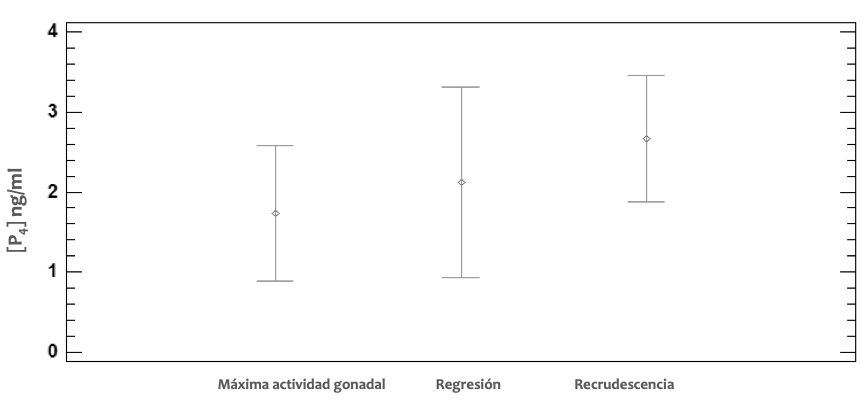 4
3
2
1
0
[P4] ng/ml
Máxima actividad gonadal
Regresión
Recrudescencia